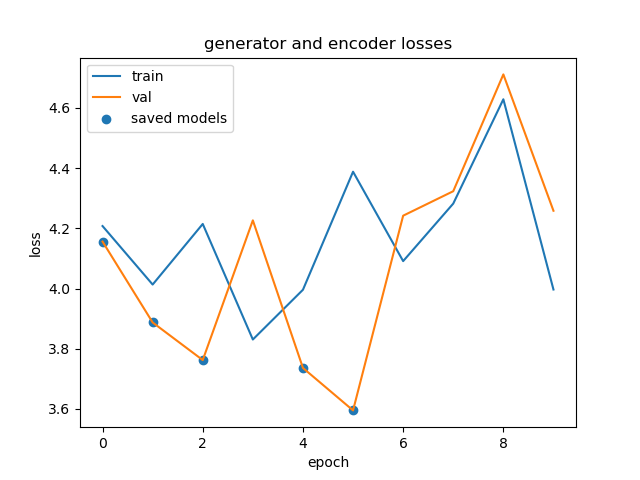 generator and encoder losses
train
val
saved models
4.6
4.4
4.2
4.0
3.8
3.6
loss
0 2 4 6 8
epoch